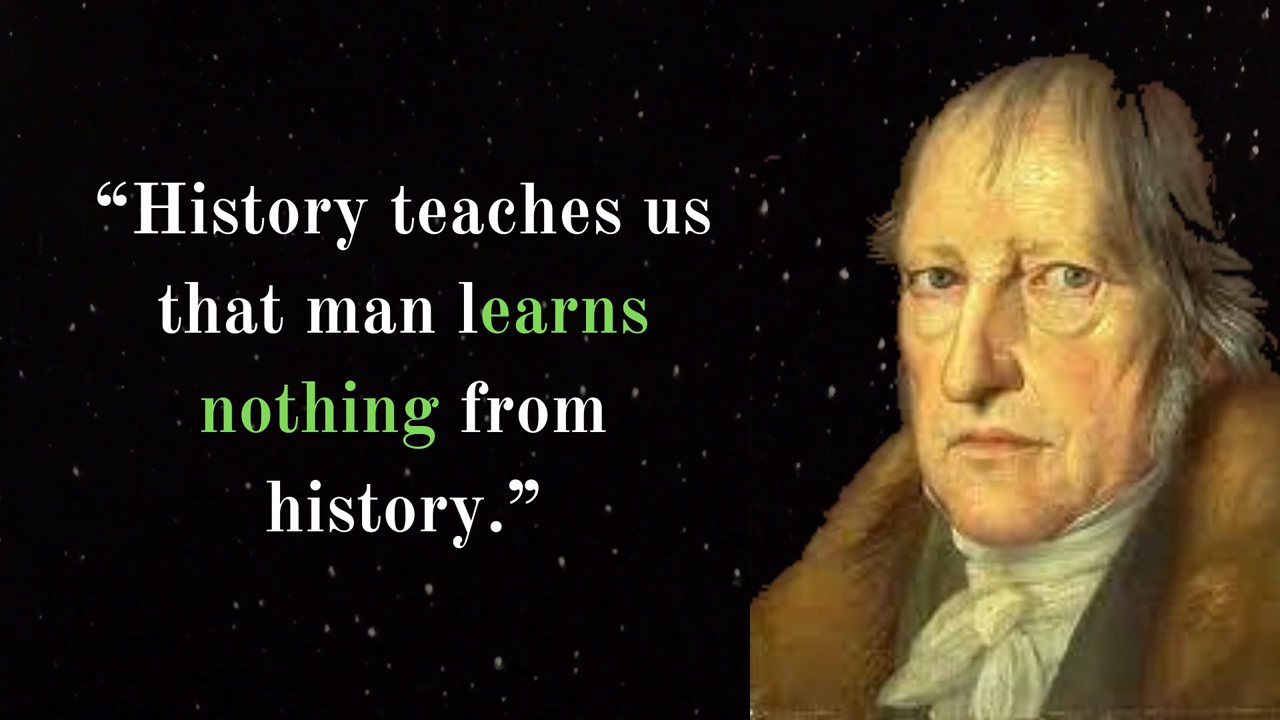 “History teaches us
that man learns
nothing from
history.”